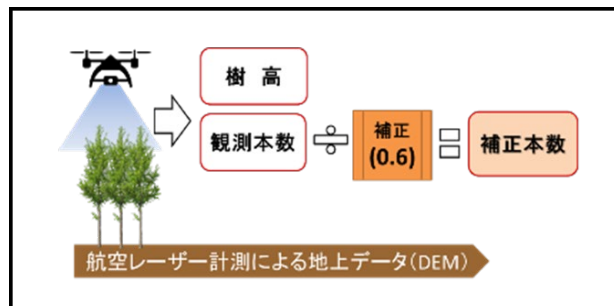 樹 高
観測本数
÷
補正
(0.6)
=
補正本数
航空レーザー計測による地上データ(DEM)